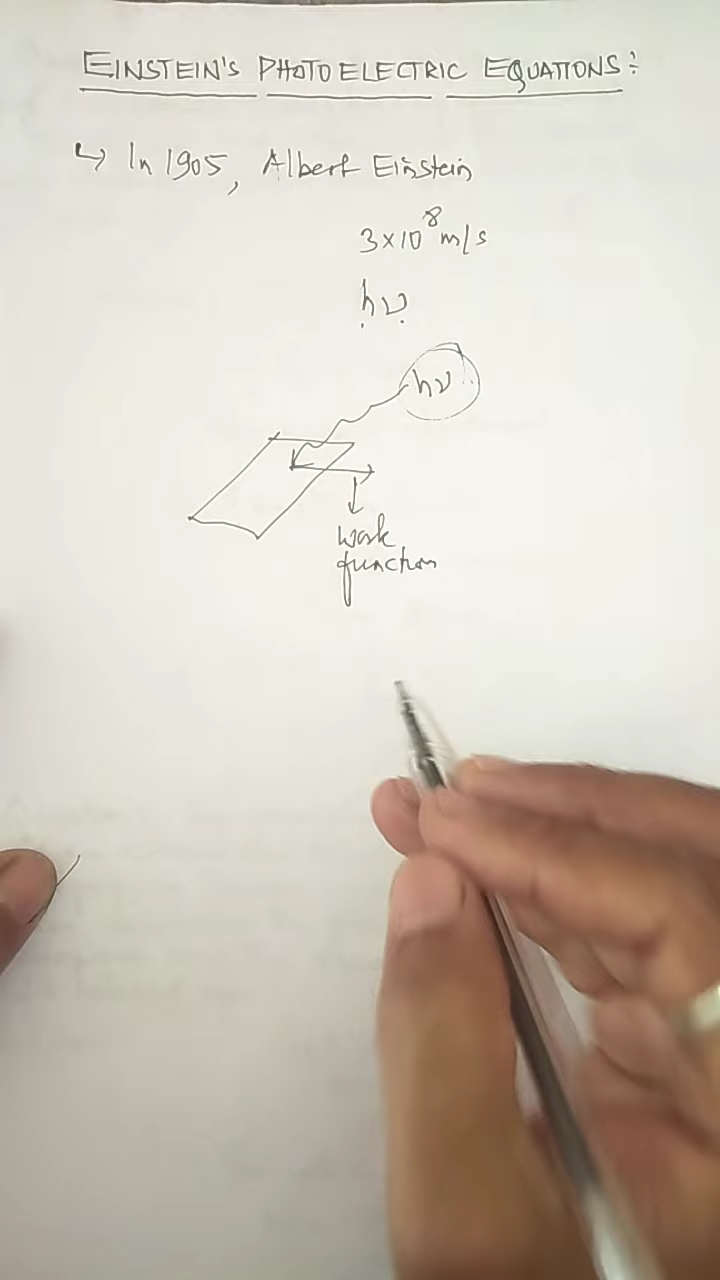 EINSTEIN'S PHOTOELECTRIC EQUATIONS:
↳ In 1905, Albert Einstein
3×10⁸ m/s
hν
hν
Work
function